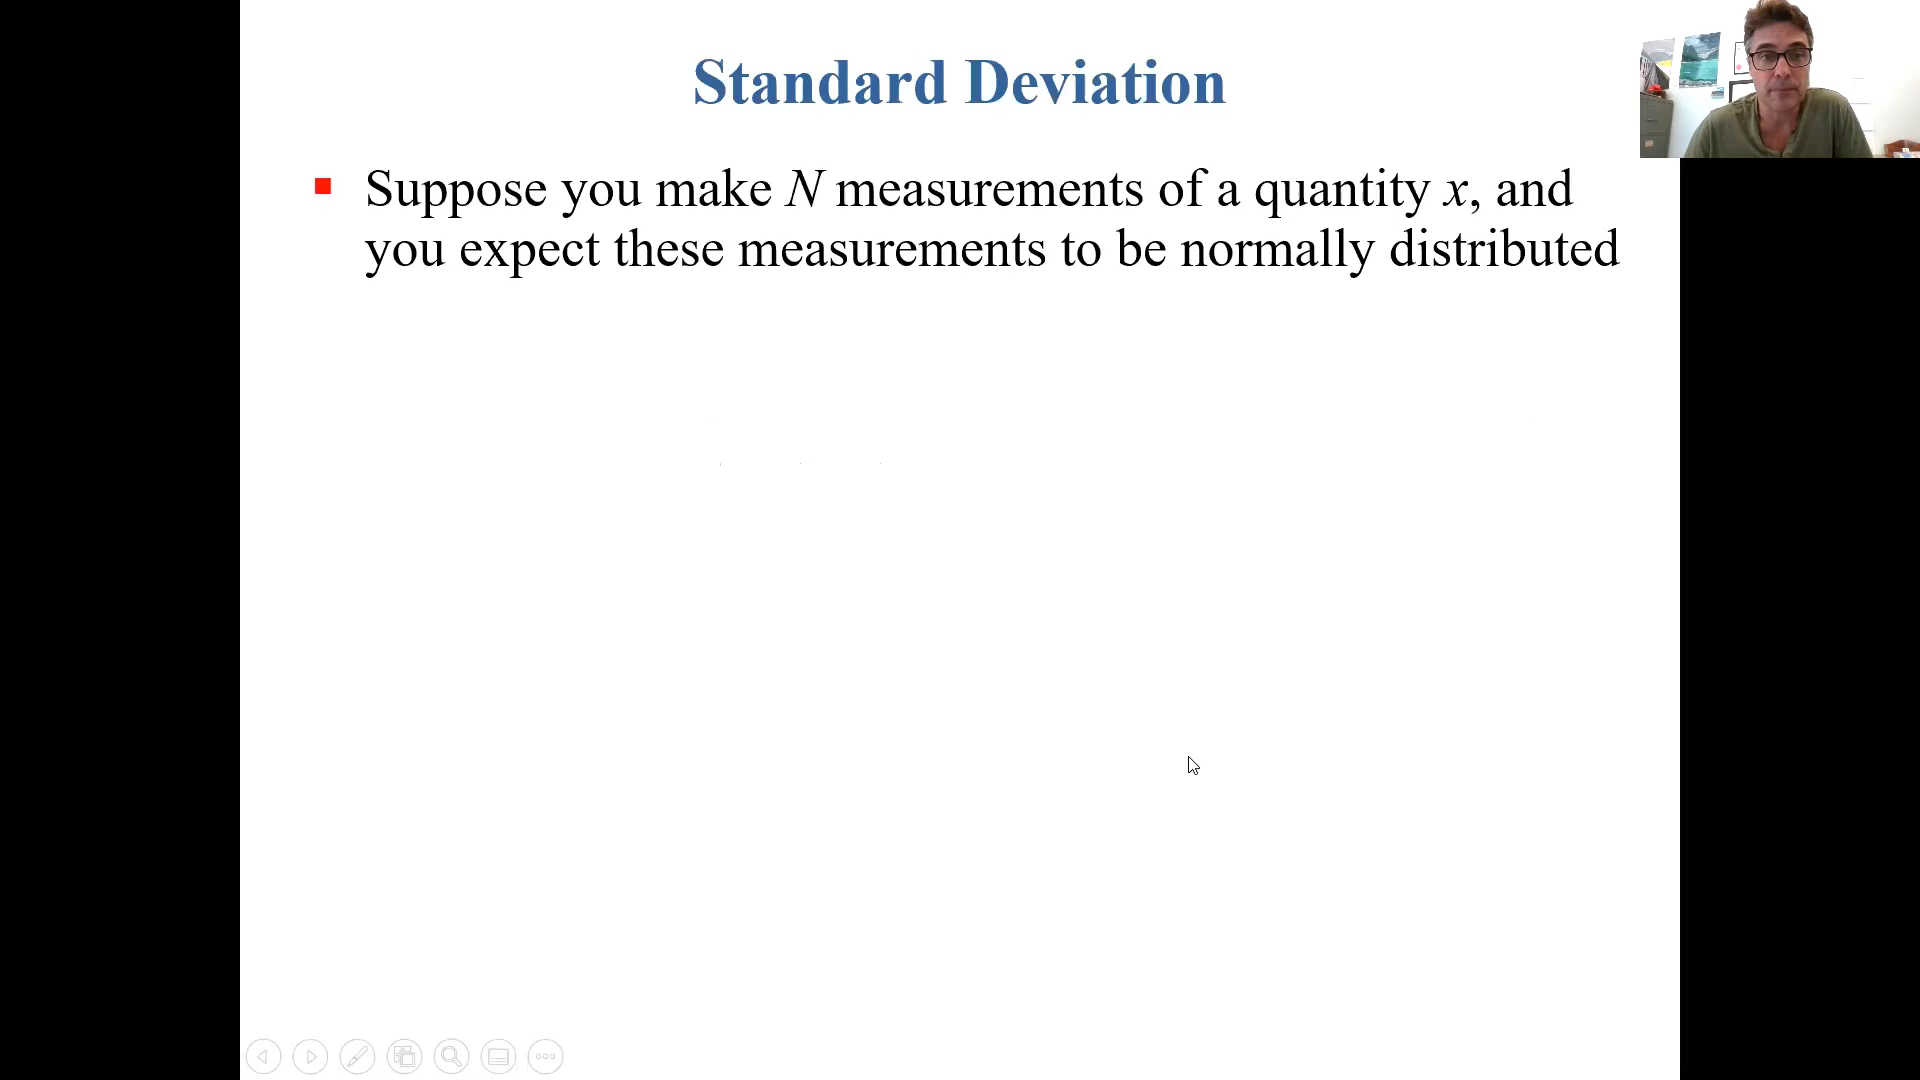 Standard Deviation
Suppose you make N measurements of a quantity x, and
you expect these measurements to be normally distributed